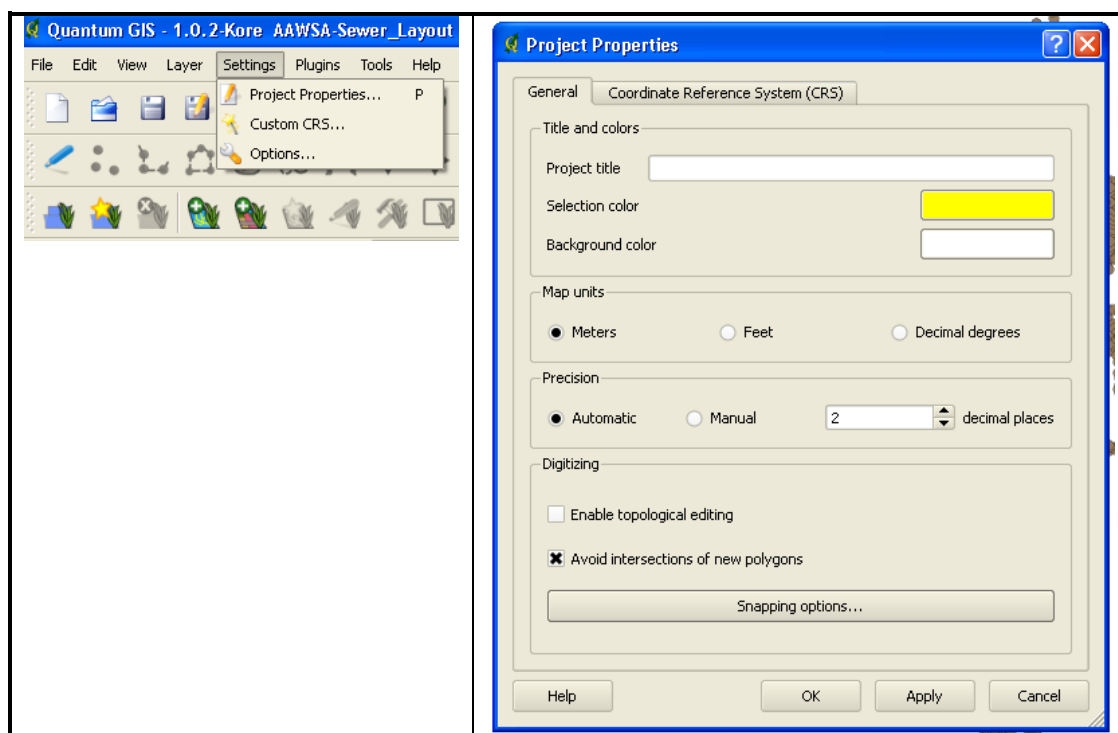 Quantum GIS - 1.0.2-Kore AAWSA-Sewer_Layout
File Edit View Layer Settings Plugins Tools Help
Project Properties... P
Custom CRS...
Options...
Project Properties
General Coordinate Reference System (CRS)
Title and colors
Project title
Selection color
Background color
Map units
Meters Feet Decimal degrees
Precision
Automatic Manual 2 decimal places
Digitizing
Enable topological editing
Avoid intersections of new polygons
Snapping options...
Help OK Apply Cancel